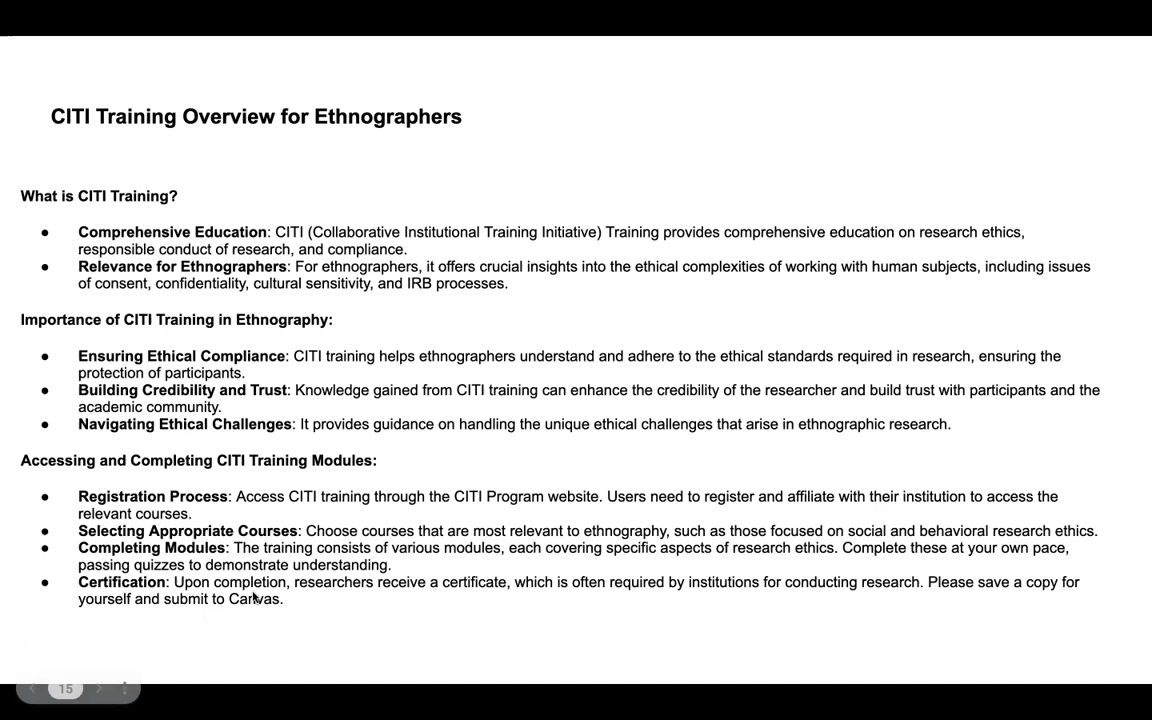 CITI Training Overview for Ethnographers
What is CITI Training?
● Comprehensive Education: CITI (Collaborative Institutional Training Initiative) Training provides comprehensive education on research ethics,
responsible conduct of research, and compliance.
● Relevance for Ethnographers: For ethnographers, it offers crucial insights into the ethical complexities of working with human subjects, including issues
of consent, confidentiality, cultural sensitivity, and IRB processes.
Importance of CITI Training in Ethnography:
● Ensuring Ethical Compliance: CITI training helps ethnographers understand and adhere to the ethical standards required in research, ensuring the
protection of participants.
● Building Credibility and Trust: Knowledge gained from CITI training can enhance the credibility of the researcher and build trust with participants and the
academic community.
● Navigating Ethical Challenges: It provides guidance on handling the unique ethical challenges that arise in ethnographic research.
Accessing and Completing CITI Training Modules:
● Registration Process: Access CITI training through the CITI Program website. Users need to register and affiliate with their institution to access the
relevant courses.
● Selecting Appropriate Courses: Choose courses that are most relevant to ethnography, such as those focused on social and behavioral research ethics.
● Completing Modules: The training consists of various modules, each covering specific aspects of research ethics. Complete these at your own pace,
passing quizzes to demonstrate understanding.
● Certification: Upon completion, researchers receive a certificate, which is often required by institutions for conducting research. Please save a copy for
yourself and submit to Canvas.
15